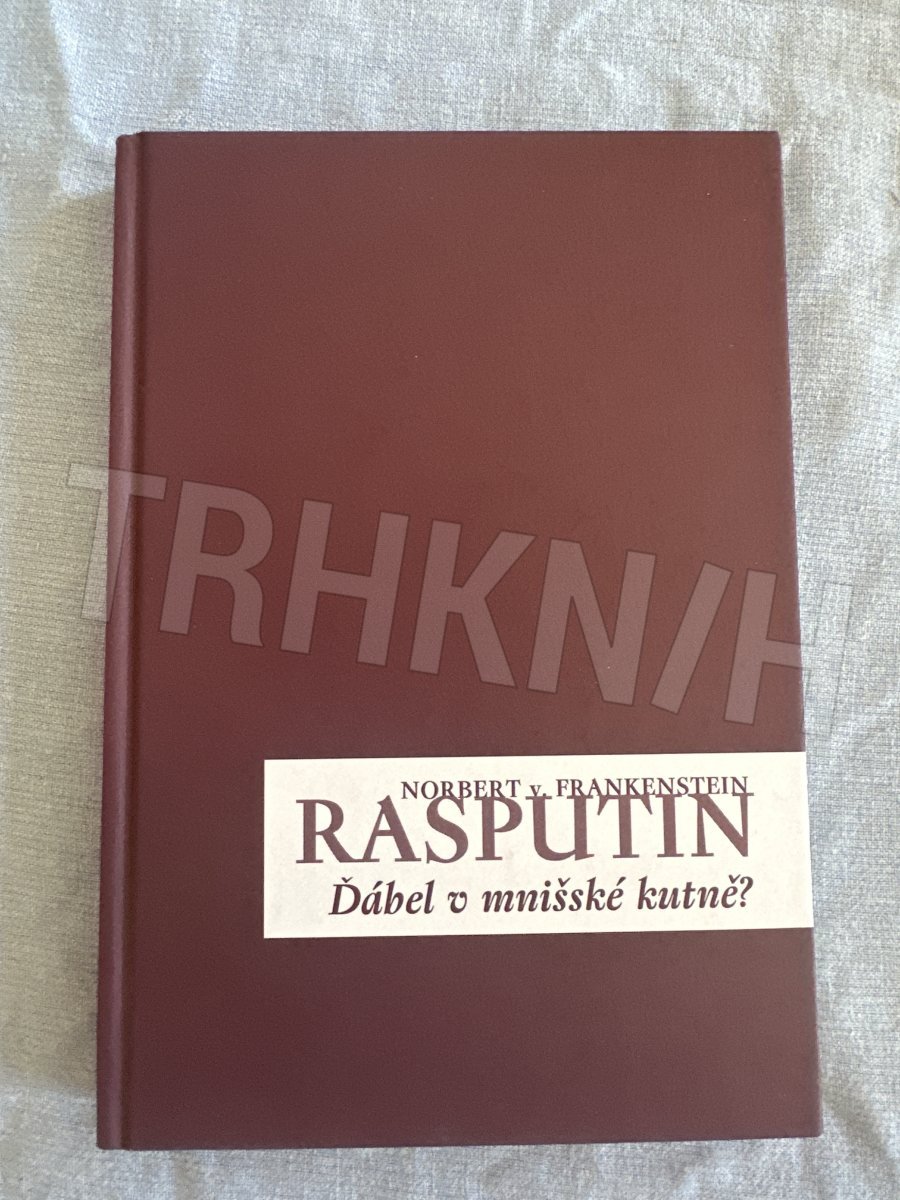 TRHKNIH
NORBERT v. FRANKENSTEIN
RASPUTIN
Ďábel v mnišské kutně?